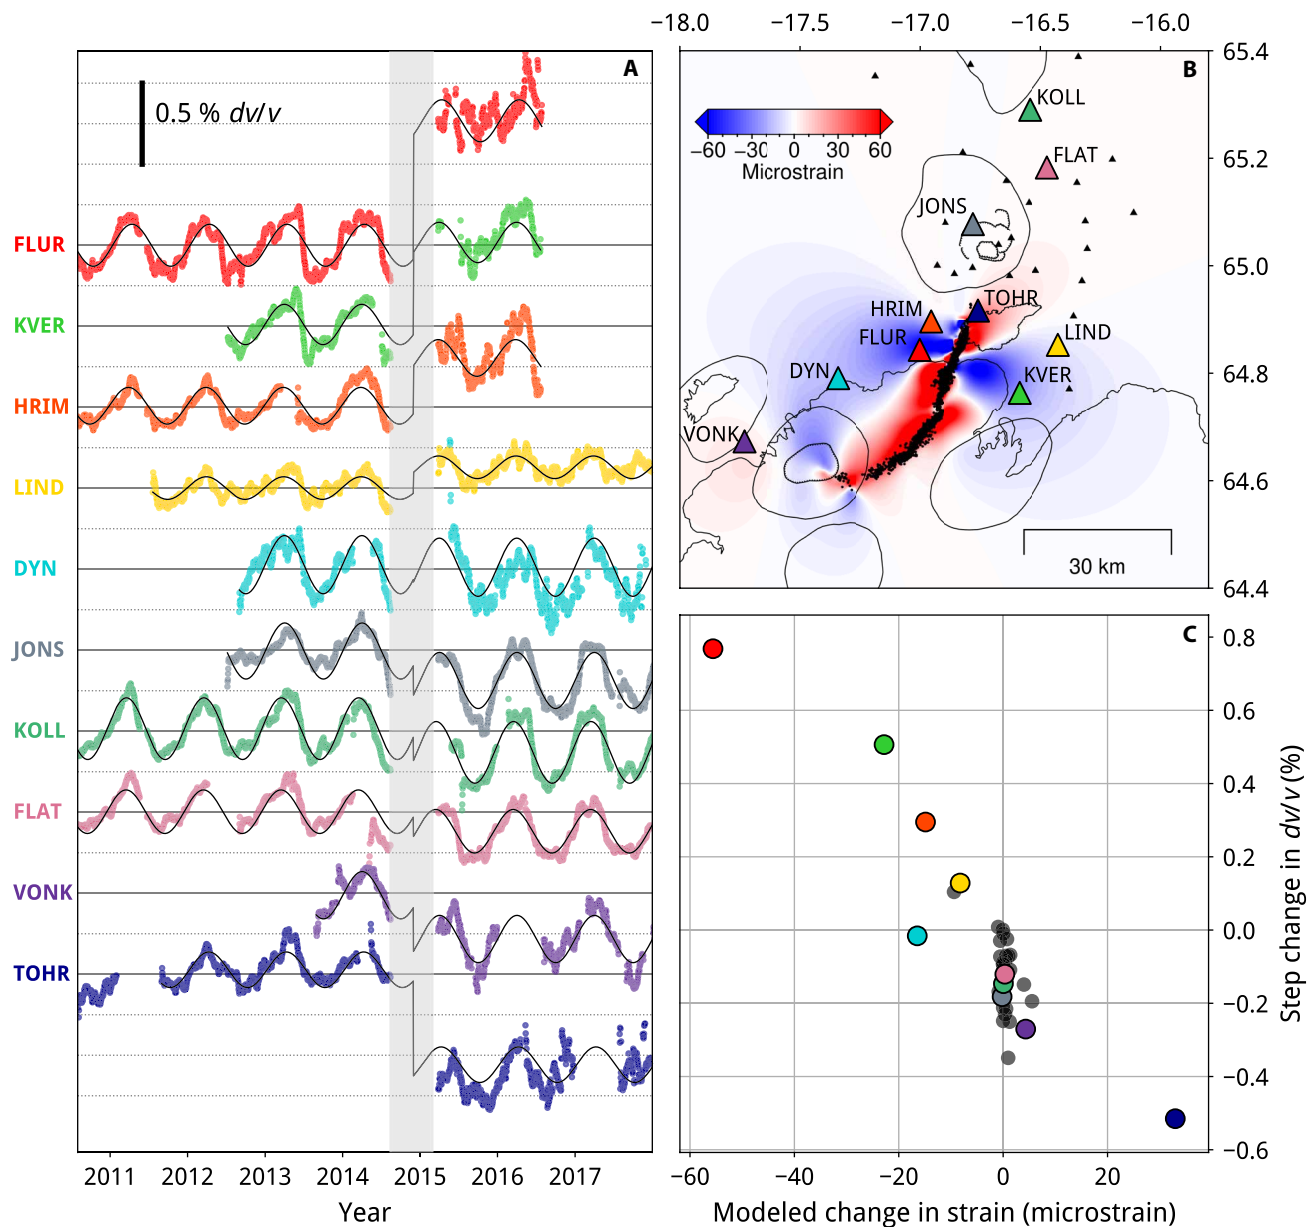 A
0.5 % dv/v
FLUR
KVER
HRIM
LIND
DYN
JONS
KOLL
FLAT
VONK
TOHR
2011 2012 2013 2014 2015 2016 2017
Year
−18.0 −17.5 −17.0 −16.5 −16.0
B
65.4
65.2
65.0
64.8
64.6
64.4
−60 −30 0 30 60
Microstrain
KOLL
FLAT
JONS
TOHR
HRIM
FLUR
LIND
DYN
KVER
VONK
30 km
C
0.8
0.6
0.4
0.2
0.0
−0.2
−0.4
−0.6
Step change in dv/v (%)
−60 −40 −20 0 20
Modeled change in strain (microstrain)